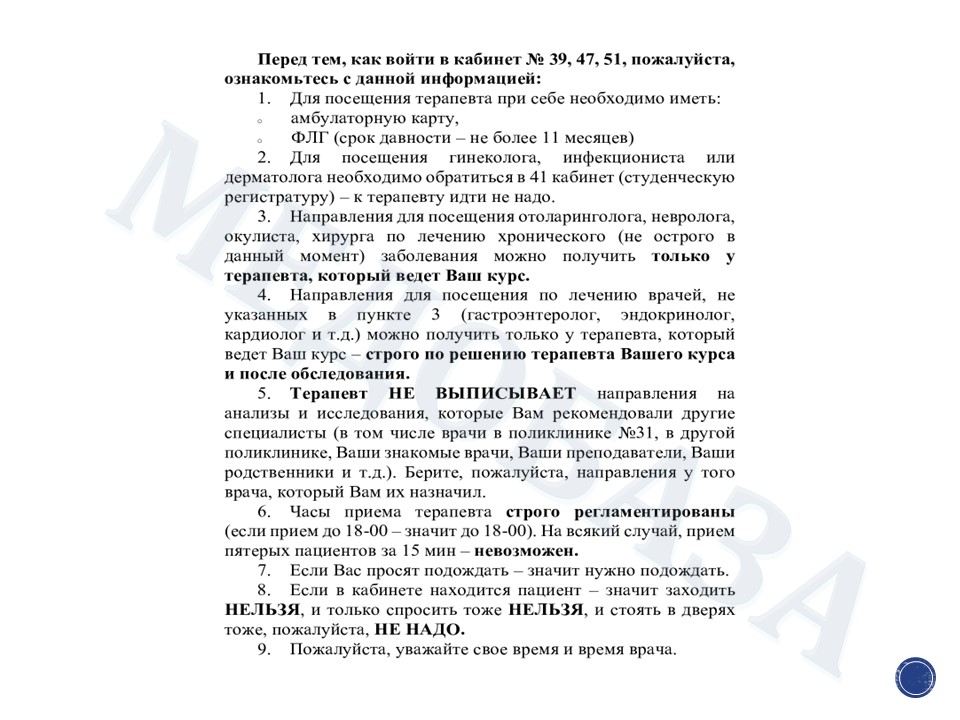 Перед тем, как войти в кабинет № 39, 47, 51, пожалуйста,
ознакомьтесь с данной информацией:
1. Для посещения терапевта при себе необходимо иметь:
o амбулаторную карту,
o ФЛГ (срок давности – не более 11 месяцев)
2. Для посещения гинеколога, инфекциониста или
дерматолога необходимо обратиться в 41 кабинет (студенческую
регистратуру) – к терапевту идти не надо.
3. Направления для посещения отоларинголога, невролога,
окулиста, хирурга по лечению хронического (не острого в
данный момент) заболевания можно получить только у
терапевта, который ведет Ваш курс.
4. Направления для посещения по лечению врачей, не
указанных в пункте 3 (гастроэнтеролог, эндокринолог,
кардиолог и т.д.) можно получить только у терапевта, который
ведет Ваш курс – строго по решению терапевта Вашего курса
и после обследования.
5. Терапевт НЕ ВЫПИСЫВАЕТ направления на
анализы и исследования, которые Вам рекомендовали другие
специалисты (в том числе врачи в поликлинике №31, в другой
поликлинике, Ваши знакомые врачи, Ваши преподаватели, Ваши
родственники и т.д.). Берите, пожалуйста, направления у того
врача, который Вам их назначил.
6. Часы приема терапевта строго регламентированы
(если прием до 18-00 – значит до 18-00). На всякий случай, прием
пятерых пациентов за 15 мин – невозможен.
7. Если Вас просят подождать – значит нужно подождать.
8. Если в кабинете находится пациент – значит заходить
НЕЛЬЗЯ, и только спросить тоже НЕЛЬЗЯ, и стоять в дверях
тоже, пожалуйста, НЕ НАДО.
9. Пожалуйста, уважайте свое время и время врача.
МЕДОБАЗА